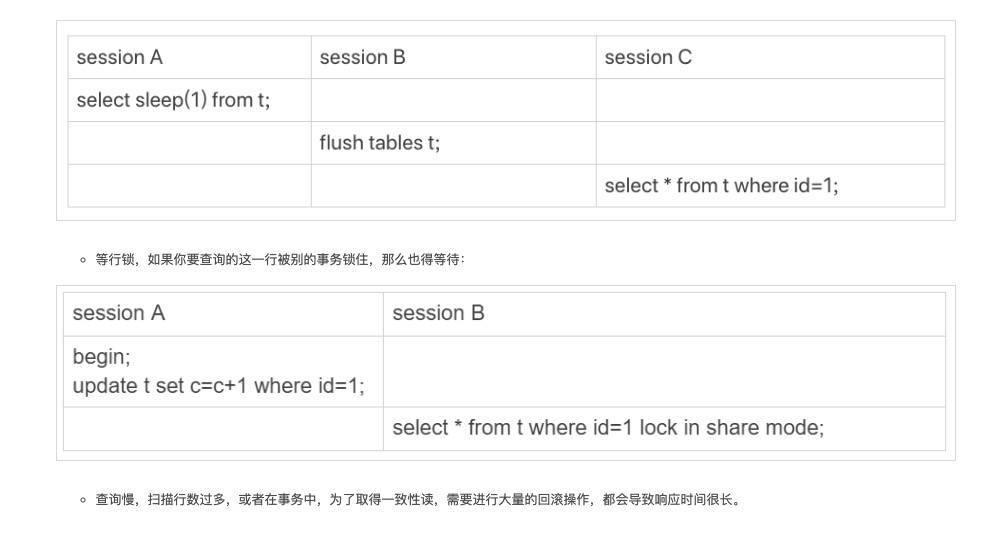 session A session B session C
select sleep(1) from t;
flush tables t;
select * from t where id=1;
等行锁，如果你要查询的这一行被别的事务锁住，那么也得等待：
session A session B
begin;
update t set c=c+1 where id=1;
select * from t where id=1 lock in share mode;
查询慢，扫描行数过多，或者在事务中，为了取得一致性读，需要进行大量的回滚操作，都会导致响应时间很长。